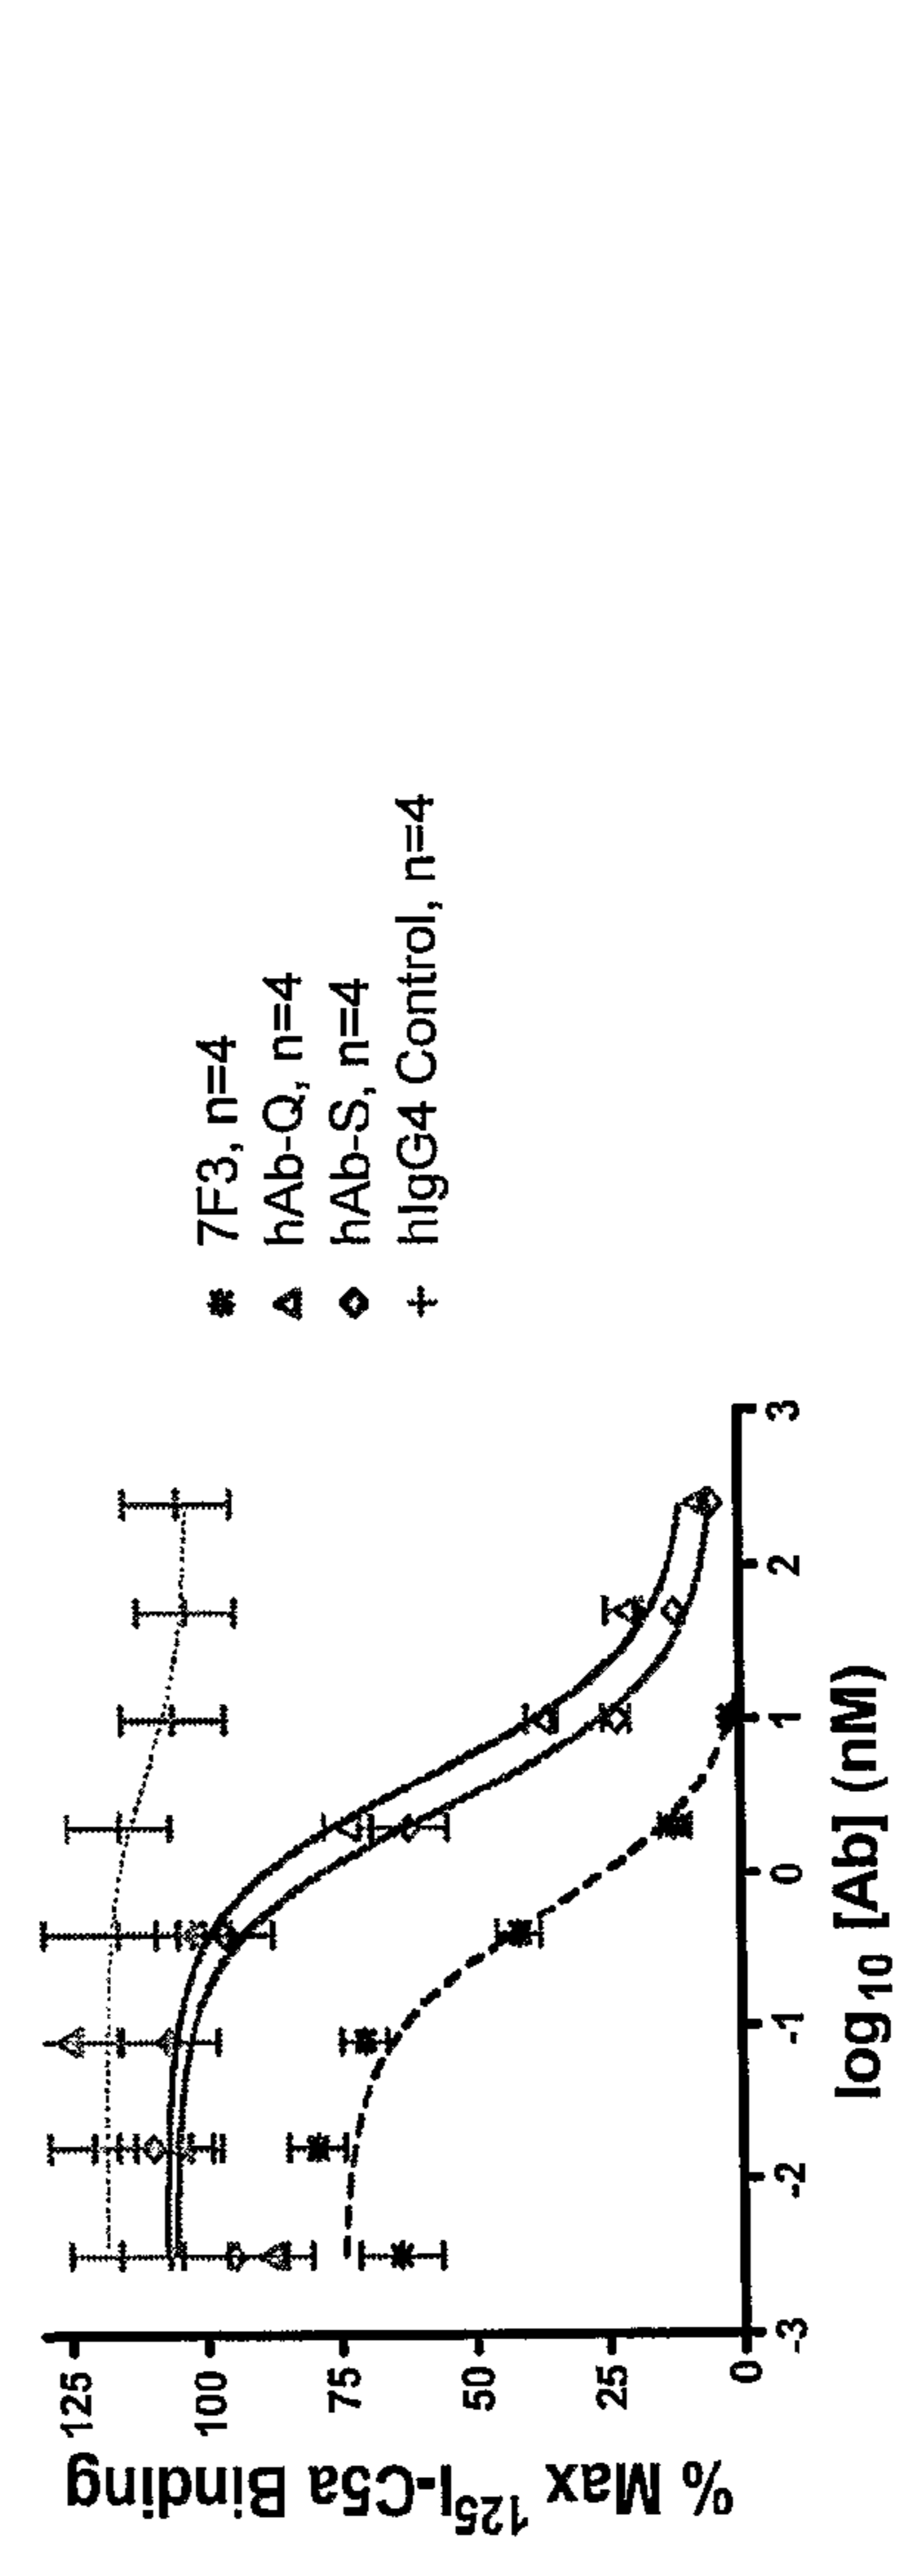 % Max 125I-C5a Binding
125
100
75
50
25
0
-3
-2
-1
0
1
2
3
log10 [Ab] (nM)
7F3, n=4
hAb-Q, n=4
hAb-S, n=4
hIgG4 Control, n=4